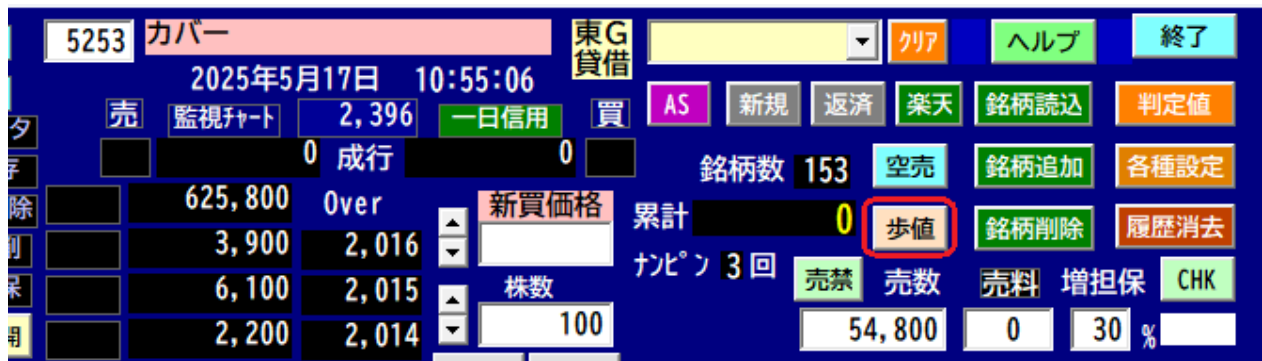 5253 カバー 東G クリア ヘルプ 終了
貸借
2025年5月17日 10:55:06
売 監視ﾁｬｰﾄ 2,396 一日信用 買 AS 新規 返済 楽天 銘柄読込 判定値
タ
0 成行 0 銘柄数 153 空売 銘柄追加 各種設定
存
除 625,800 Over 新買価格 累計 0 歩値 銘柄削除 履歴消去
3,900 2,016 ﾅﾝﾋﾟﾝ 3回
6,100 2,015 株数 売禁 売数 売料 増担保 CHK
開 2,200 2,014 100 54,800 0 30 %